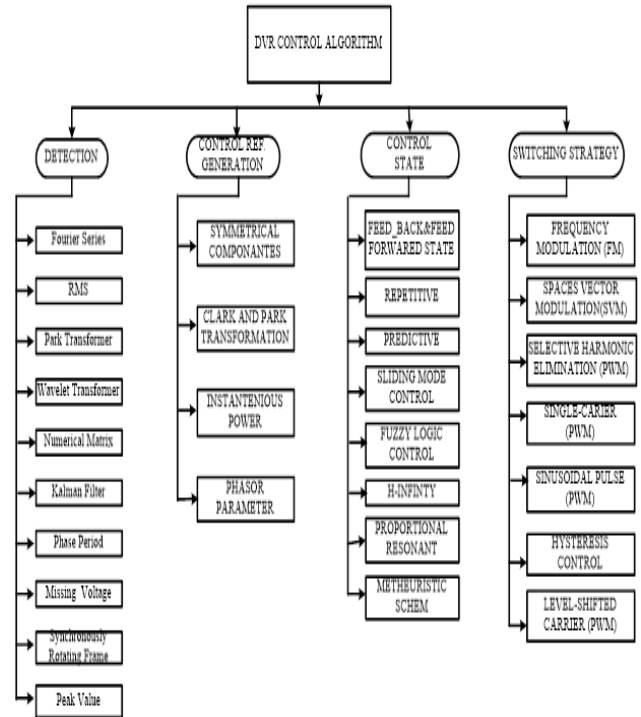 DVR CONTROL ALGORITHM
DETECTION
CONTROL REF.
GENERATION
CONTROL
STATE
SWITCHING STRATEGY
Fourier Series
RMS
Park Transformer
Wavelet Transformer
Numerical Matrix
Kalman Filter
Phase Period
Missing Voltage
Synchronously
Rotating Frame
Peak Value
SYMMETRICAL
COMPONANTES
CLARK AND PARK
TRANSFORMATION
INSTANTENIOUS
POWER
PHASOR
PARAMETER
FEED_BACK&FEED
FORWARED STATE
REPETITIVE
PREDICTIVE
SLIDING MODE
CONTROL
FUZZY LOGIC
CONTROL
H-INFINTY
PROPORTIONAL
RESONANT
METHEURISTIC
SCHEM
FREQUENCY
MODULATION (FM)
SPACES VECTOR
MODULATION(SVM)
SELECTIVE HARMONIC
ELIMINATION (PWM)
SINGLE-CARIER
(PWM)
SINUSOIDAL PULSE
(PWM)
HYSTERESIS
CONTROL
LEVEL-SHIFTED
CARRIER (PWM)